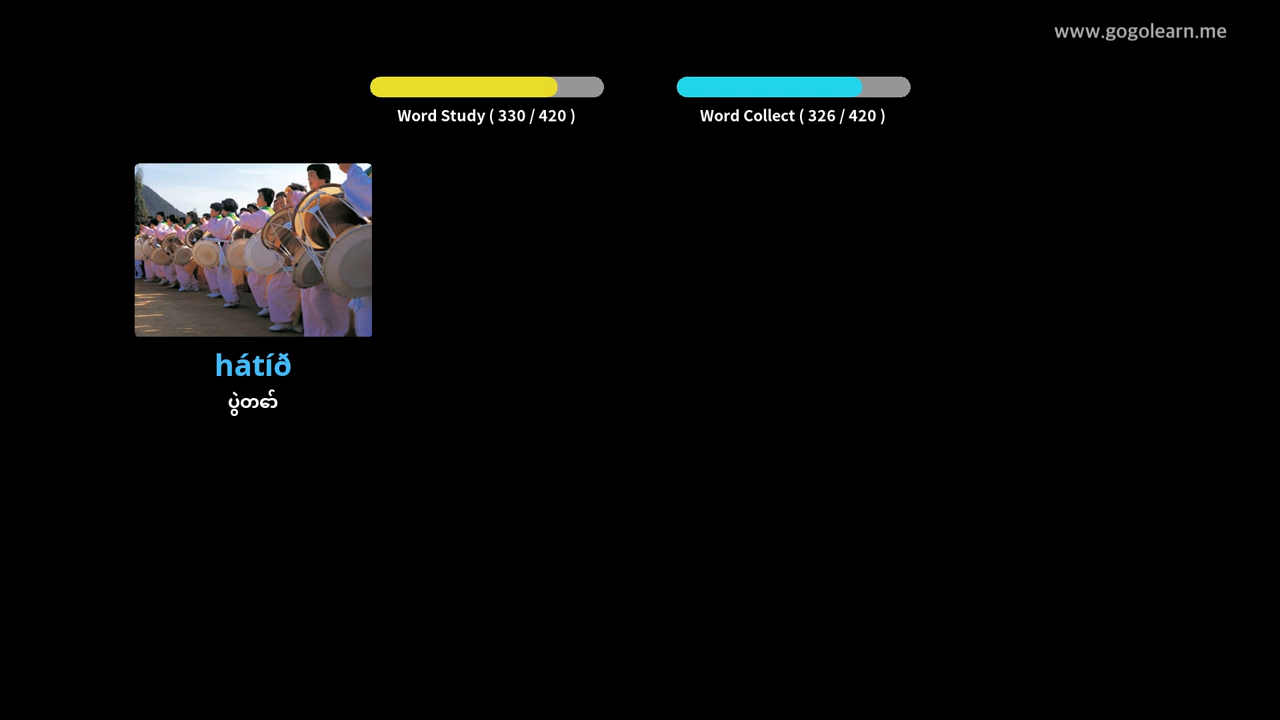 www.gogolearn.me
Word Study ( 330 / 420 )
Word Collect ( 326 / 420 )
hátíð
ပွဲတော်